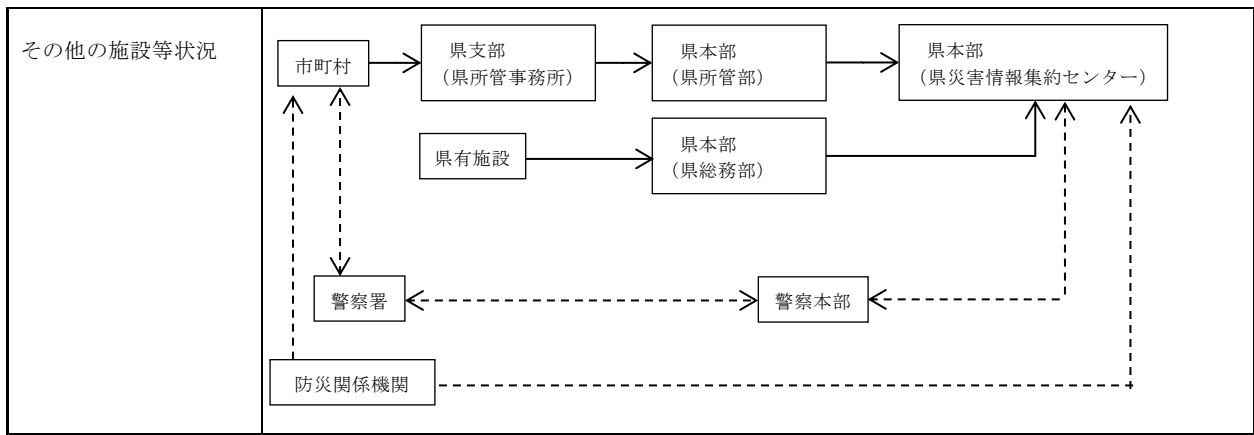 その他の施設等状況
市町村
県支部
（県所管事務所）
県本部
（県所管部）
県本部
（県災害情報集約センター）
県有施設
県本部
（県総務部）
警察署
警察本部
防災関係機関